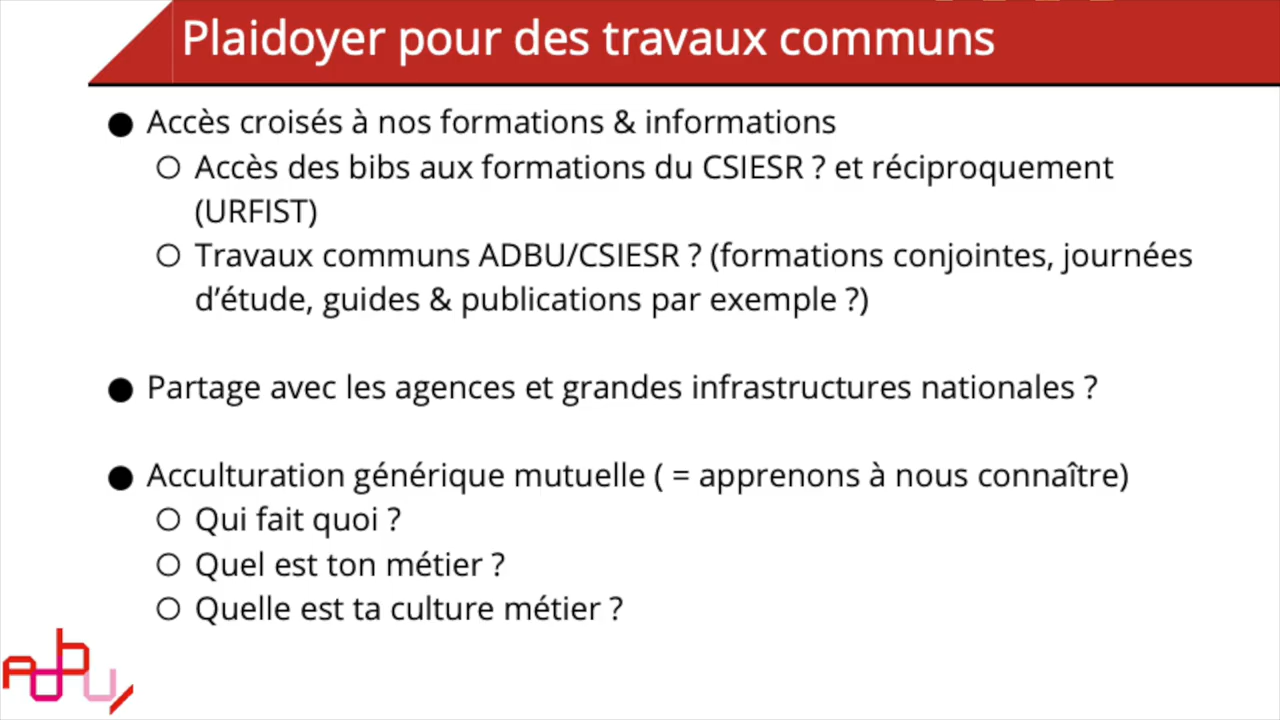 Plaidoyer pour des travaux communs
● Accès croisés à nos formations & informations
○ Accès des bibs aux formations du CSIESR ? et réciproquement
(URFIST)
○ Travaux communs ADBU/CSIESR ? (formations conjointes, journées
d’étude, guides & publications par exemple ?)
● Partage avec les agences et grandes infrastructures nationales ?
● Acculturation générique mutuelle ( = apprenons à nous connaître)
○ Qui fait quoi ?
○ Quel est ton métier ?
○ Quelle est ta culture métier ?
adbu/